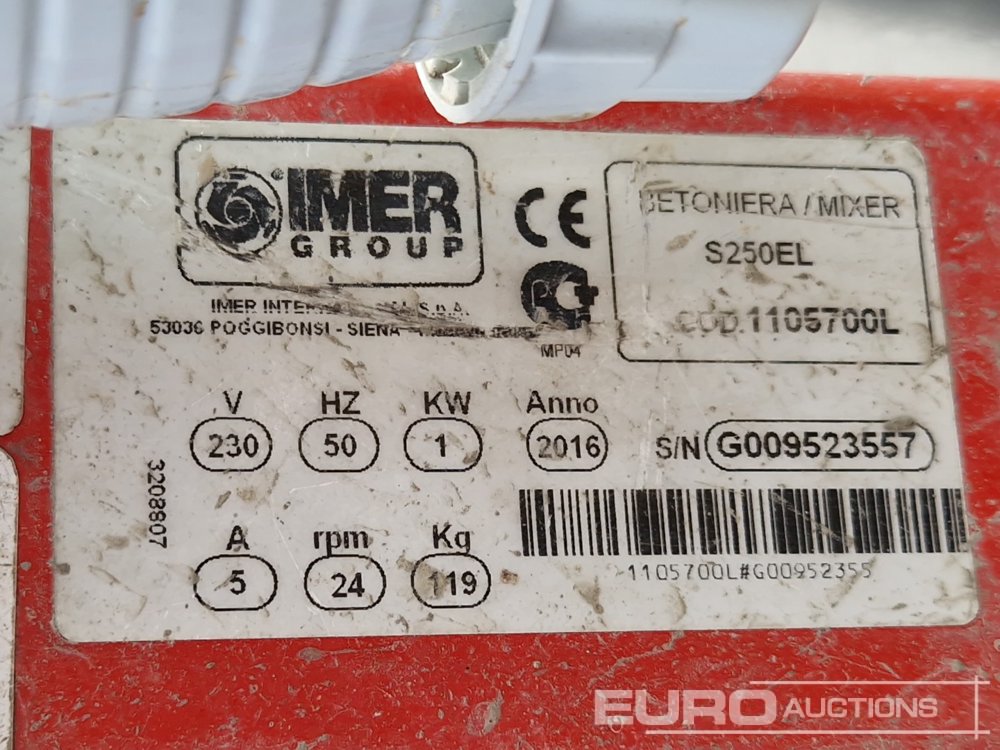 IMER
GROUP
IMER S.p.A.
53036 POGGIBONSI - SIENA
CE
MP04
BETONIERA / MIXER
S250EL
COD. 1105700L
V HZ KW Anno
230 50 1 2016 S/N G009523557
A rpm Kg
5 24 119
1105700L#G00952355
3208807
EURO AUCTIONS